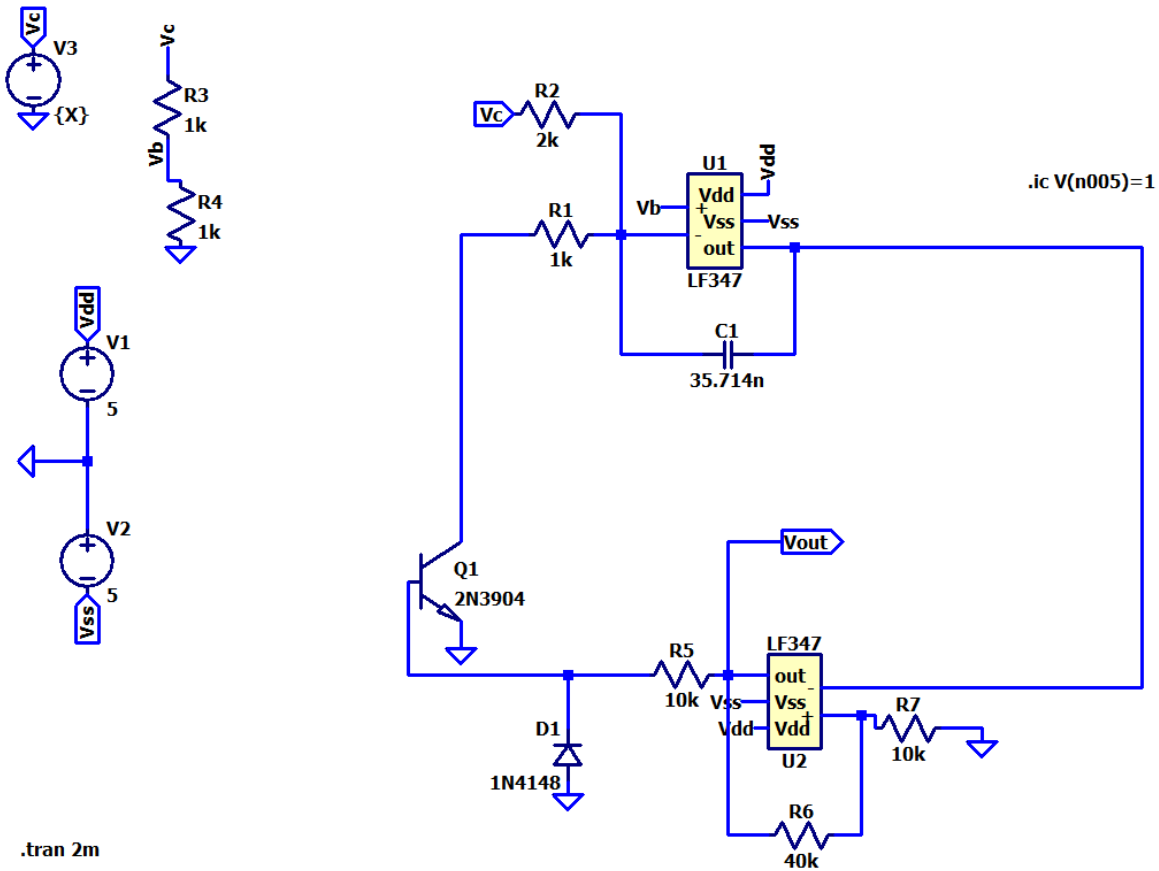 Vc
V3
{X}
Vc
R3
1k
Vb
R4
1k
Vdd
V1
5
V2
5
Vss
Vc
R2
2k
R1
1k
U1
Vdd
Vb
Vdd
+
Vss
Vss
-
out
LF347
C1
35.714n
.ic V(n005)=1
Vout
Q1
2N3904
R5
10k
LF347
out
-
Vss
Vss
+
Vdd
Vdd
U2
R7
10k
D1
1N4148
R6
40k
.tran 2m